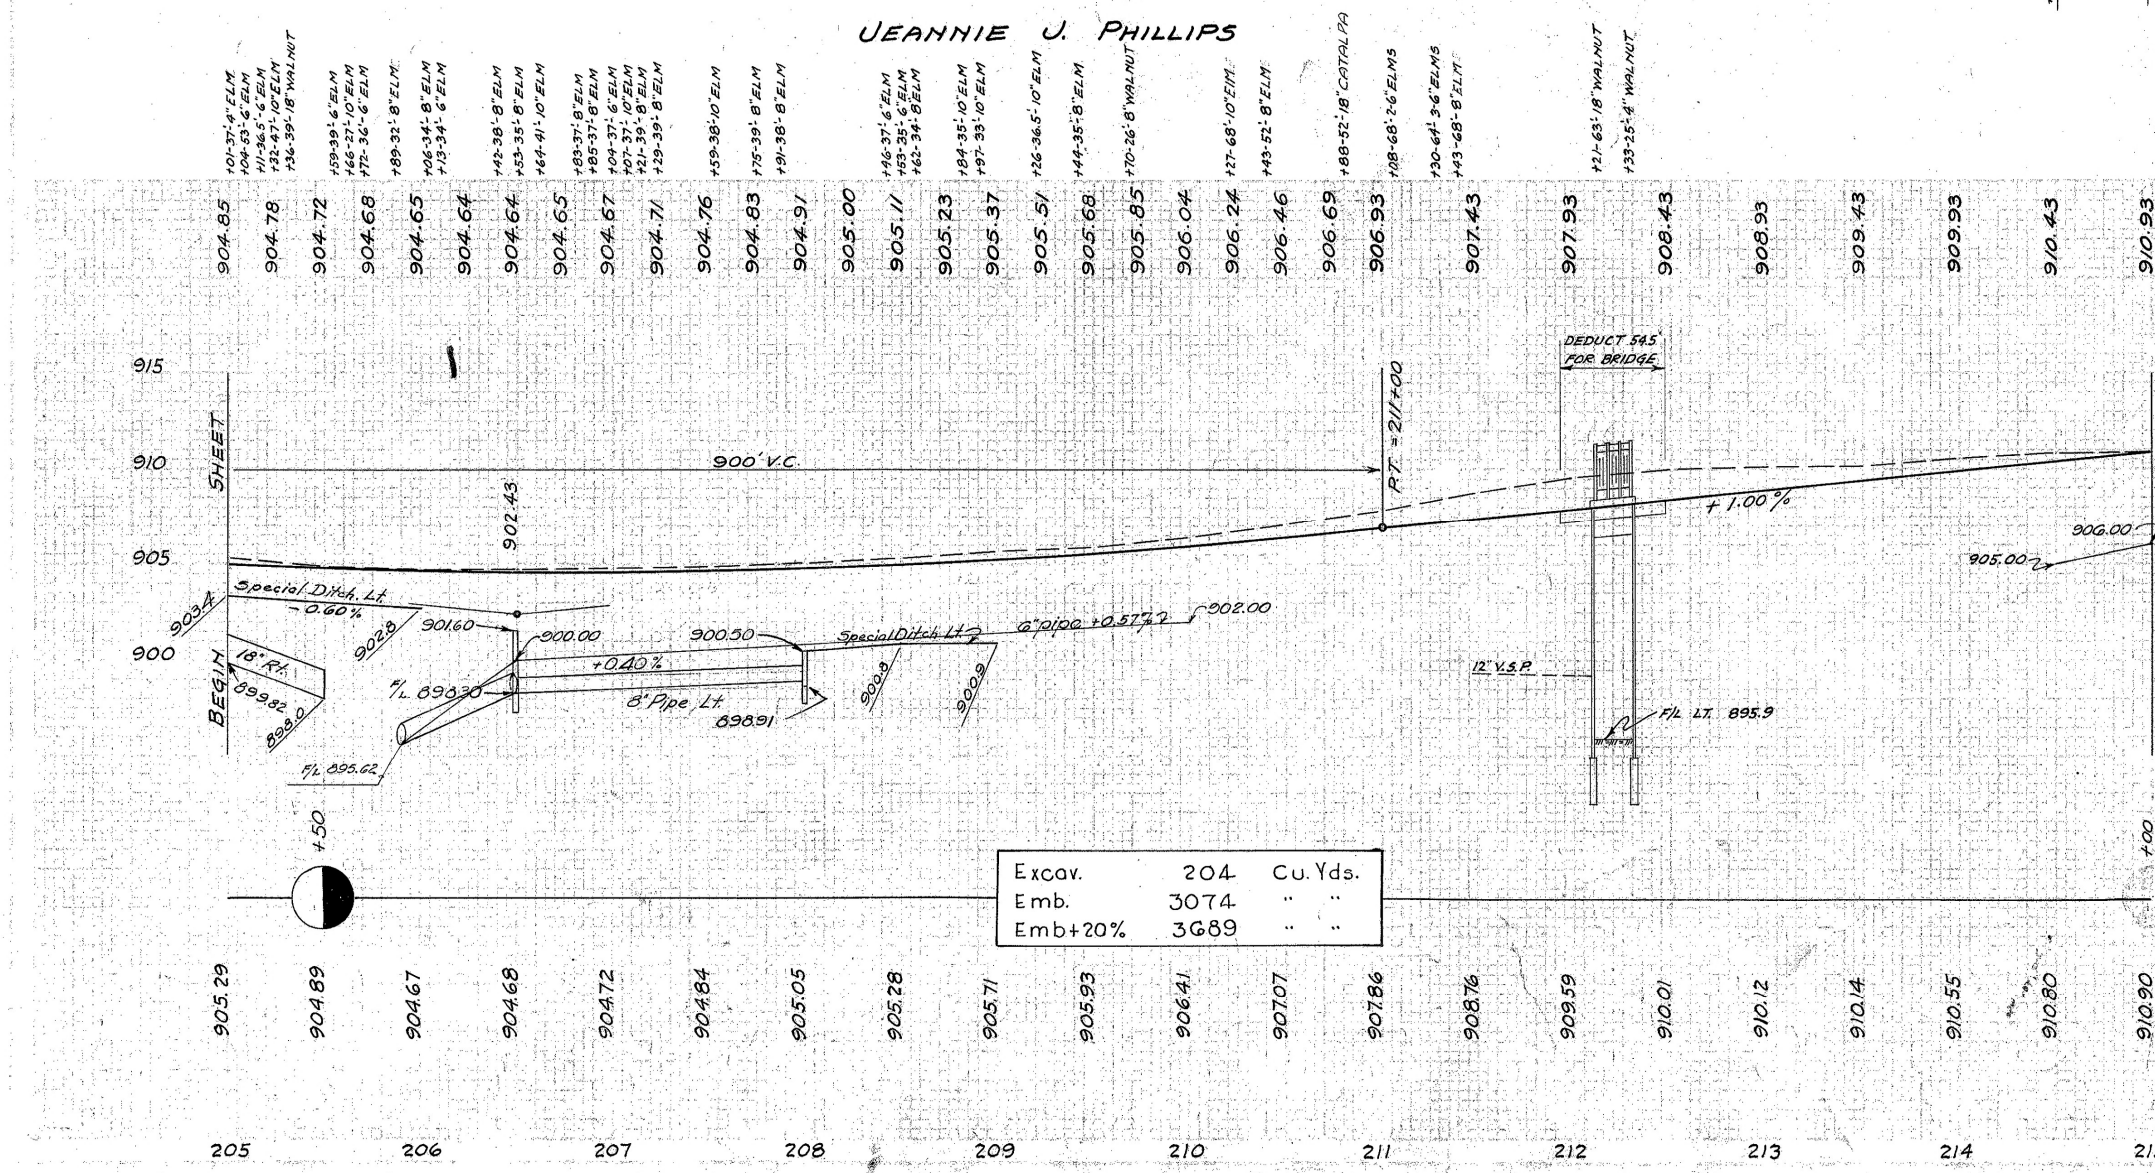 JEANNIE J. PHILLIPS
+01-37'-4" ELM
+04-53'-6" ELM
+11-36.5'-6" ELM
+32-47'-10" ELM
+36-39'-18" WALNUT
+59-39'-6" ELM
+66-27'-10" ELM
+72-36'-6" ELM
+89-32'-8" ELM
+06-34'-8" ELM
+13-34'-6" ELM
+42-38'-8" ELM
+53-35'-8" ELM
+64-41'-10" ELM
+83-37'-8" ELM
+85-37'-8" ELM
+04-37'-6" ELM
+07-37'-10" ELM
+21-39'-8" ELM
+29-39'-8" ELM
+59-38'-10" ELM
+75-39'-8" ELM
+91-38'-8" ELM
+46-37'-6" ELM
+53-35'-6" ELM
+62-34'-8" ELM
+84-35'-10" ELM
+97-33'-10" ELM
+26-36.5'-10" ELM
+44-35'-8" ELM
+70-26'-8" WALNUT
+27-68'-10" ELM
+43-52'-8" ELM
+88-52'-18" CATALPA
+08-68'-2-6" ELMS
+30-64'-3-6" ELMS
+43-68'-8" ELM
+21-63'-18" WALNUT
+33-25'-4" WALNUT
904.85 904.78 904.72 904.68 904.65 904.64 904.64 904.65 904.67 904.71 904.76 904.83 904.91 905.00 905.11 905.23 905.37 905.51 905.68 905.85 906.04 906.24 906.46 906.69 906.93 907.43 907.93 908.43 908.93 909.43 909.93 910.43 910.93
915
DEDUCT 54.5'
FOR BRIDGE
P.T. = 211+00
910
900' V.C.
BEGIN SHEET
902.43
+1.00%
906.00
905
905.00
Special Ditch Lt.
-0.60%
903.4
902.8
901.60
900.00
900.50
Special Ditch Lt.
6" pipe +0.577
902.00
900
18" Rt.
899.82
898.0
+0.40%
F/L 898.30
8" Pipe Lt.
898.91
900.8
900.9
12" V.S.P.
F/L LT. 895.9
F/L 895.62
+50
+00
Excav. 204 Cu. Yds.
Emb. 3074 " "
Emb+20% 3689 " "
905.29 904.89 904.67 904.68 904.72 904.84 905.05 905.28 905.71 905.93 906.41 907.07 907.86 908.76 909.59 910.01 910.12 910.14 910.55 910.80 910.90
205 206 207 208 209 210 211 212 213 214 21